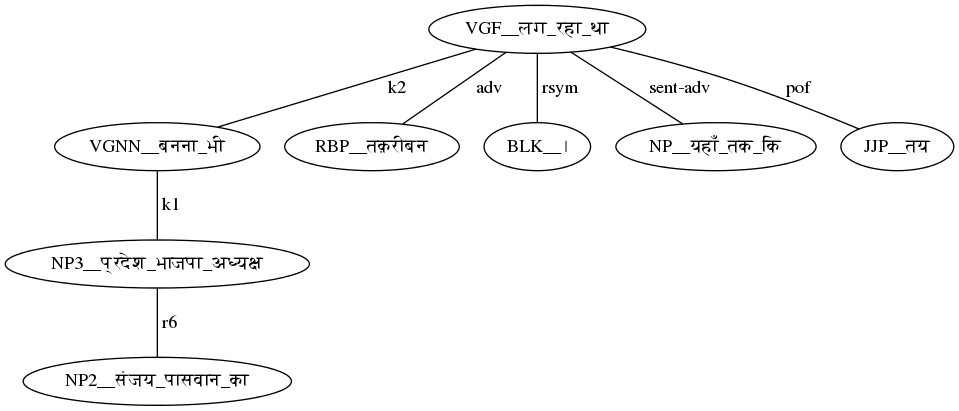 VGF__लग_रहा_था
k2
adv
rsym
sent-adv
pof
VGNN__बनना_भी
RBP__तक़रीबन
BLK__।
NP__यहाँ_तक_कि
JJP__तय
k1
NP3__प्रदेश_भाजपा_अध्यक्ष
r6
NP2__संजय_पासवान_का